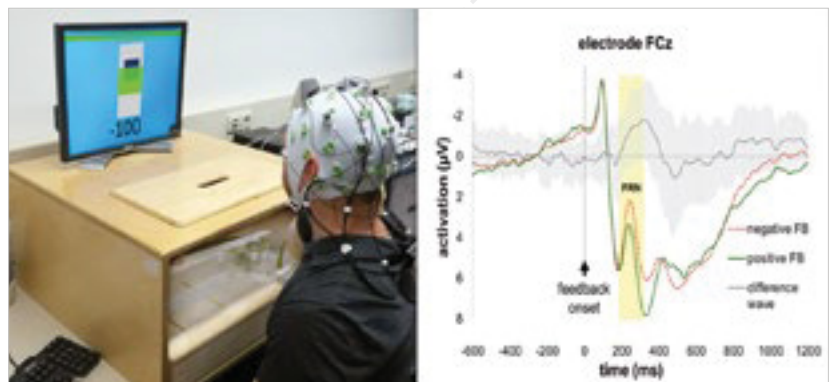 -100
electrode FCz
-4
-2
0
2
4
6
8
activation (µV)
FRN
feedback
onset
negative FB
positive FB
difference
wave
-600 -400 -200 0 200 400 600 800 1000 1200
time (ms)